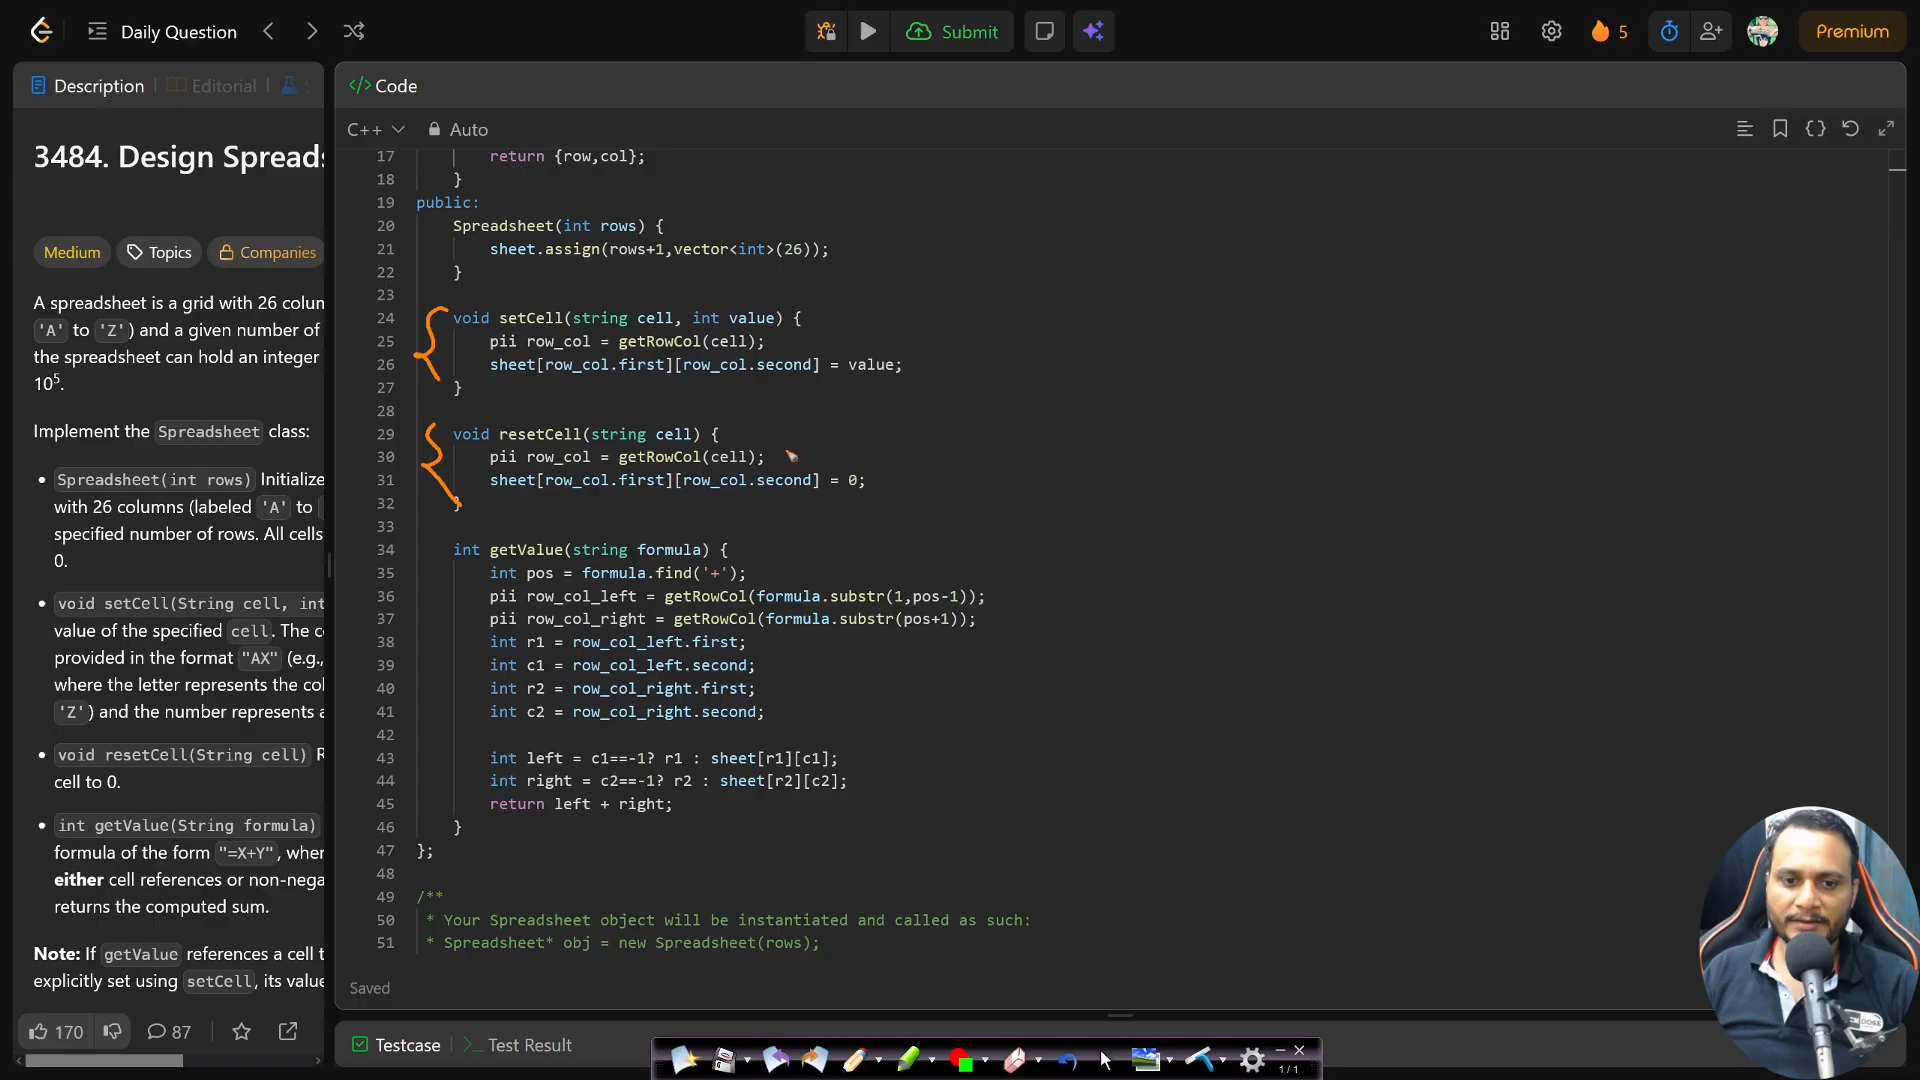 Daily Question
Submit
5
Premium
Description
Editorial
3484. Design Spreads
Medium
Topics
Companies
A spreadsheet is a grid with 26 colum
'A' to 'Z') and a given number of
the spreadsheet can hold an integer
10⁵.
Implement the Spreadsheet class:
Spreadsheet(int rows) Initialize
with 26 columns (labeled 'A' to
specified number of rows. All cells
0.
void setCell(String cell, int
value of the specified cell. The ce
provided in the format "AX" (e.g.,
where the letter represents the col
'Z') and the number represents a
void resetCell(String cell) R
cell to 0.
int getValue(String formula)
formula of the form "=X+Y", wher
either cell references or non-nega
returns the computed sum.
Note: If getValue references a cell t
explicitly set using setCell, its value
170
87
</> Code
C++
Auto
17 return {row,col};
18 }
19 public:
20 Spreadsheet(int rows) {
21 sheet.assign(rows+1,vector<int>(26));
22 }
23
24 void setCell(string cell, int value) {
25 pii row_col = getRowCol(cell);
26 sheet[row_col.first][row_col.second] = value;
27 }
28
29 void resetCell(string cell) {
30 pii row_col = getRowCol(cell);
31 sheet[row_col.first][row_col.second] = 0;
32 }
33
34 int getValue(string formula) {
35 int pos = formula.find('+');
36 pii row_col_left = getRowCol(formula.substr(1,pos-1));
37 pii row_col_right = getRowCol(formula.substr(pos+1));
38 int r1 = row_col_left.first;
39 int c1 = row_col_left.second;
40 int r2 = row_col_right.first;
41 int c2 = row_col_right.second;
42
43 int left = c1==-1? r1 : sheet[r1][c1];
44 int right = c2==-1? r2 : sheet[r2][c2];
45 return left + right;
46 }
47 };
48
49 /**
50 * Your Spreadsheet object will be instantiated and called as such:
51 * Spreadsheet* obj = new Spreadsheet(rows);
Saved
Testcase
Test Result
1/1